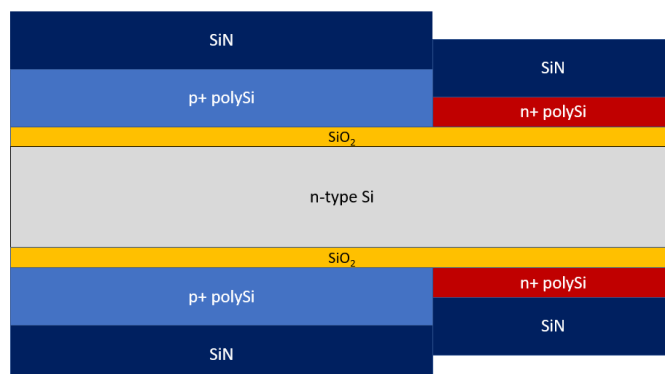 SiN
SiN
p+ polySi
n+ polySi
SiO₂
n-type Si
SiO₂
n+ polySi
p+ polySi
SiN
SiN